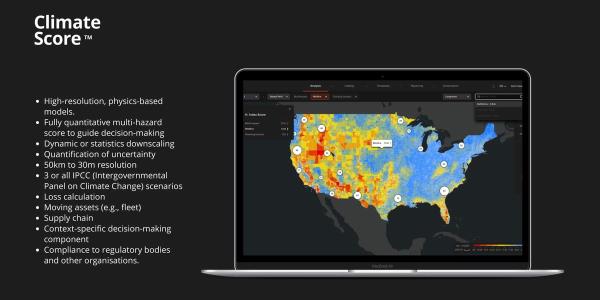 Climate
Score ™
• High-resolution, physics-based
models.
• Fully quantitative multi-hazard
score to guide decision-making
• Dynamic or statistics downscaling
• Quantification of uncertainty
• 50km to 30m resolution
• 3 or all IPCC (Intergovernmental
Panel on Climate Change) scenarios
• Loss calculation
• Moving assets (e.g., fleet)
• Supply chain
• Context-specific decision-making
component
• Compliance to regulatory bodies
and other organisations.